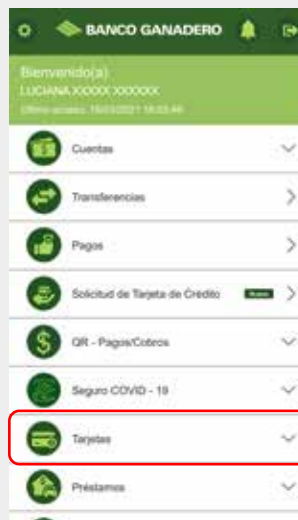 BANCO GANADERO
Bienvenido(a)
LUCIANA XXXXX XXXXXX
Cuentas
Transferencias
Pagos
Solicitud de Tarjeta de Crédito
QR - Pagos/Cobros
Seguro COVID - 19
Tarjetas
Préstamos